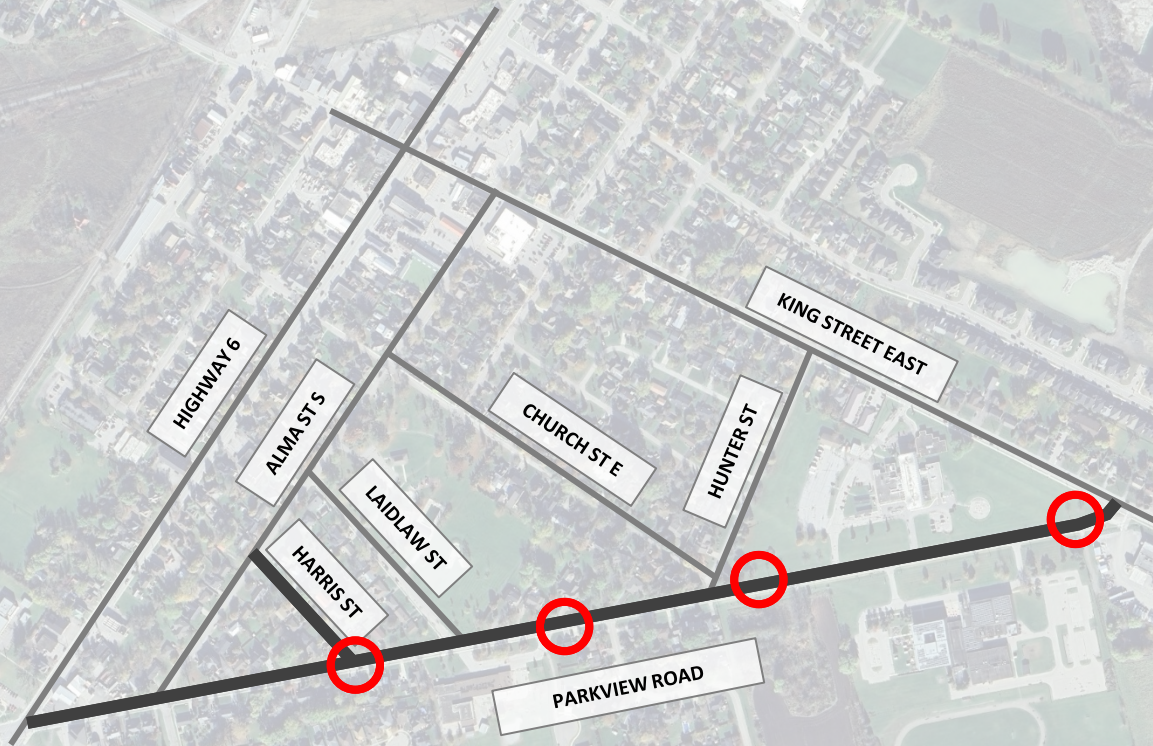 KING STREET EAST
HIGHWAY 6
ALMA ST S
CHURCH ST E
HUNTER ST
LAIDLAW ST
HARRIS ST
PARKVIEW ROAD